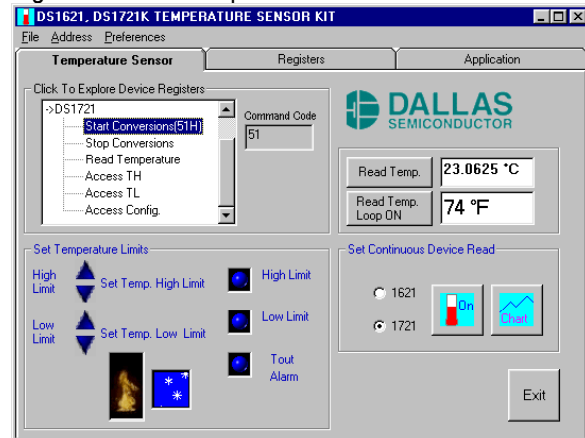 DS1621, DS1721K TEMPERATURE SENSOR KIT
File Address Preferences
Temperature Sensor Registers Application
Click To Explore Device Registers
->DS1721
Start Conversions(51H)
Stop Conversions
Read Temperature
Access TH
Access TL
Access Config.
Command Code
51
DALLAS
SEMICONDUCTOR
Read Temp. 23.0625 °C
Read Temp.
Loop ON
74 °F
Set Temperature Limits
High
Limit
Set Temp. High Limit
High Limit
Low
Limit
Set Temp. Low Limit
Low Limit
Tout
Alarm
Set Continuous Device Read
1621
1721
On
Chart
Exit